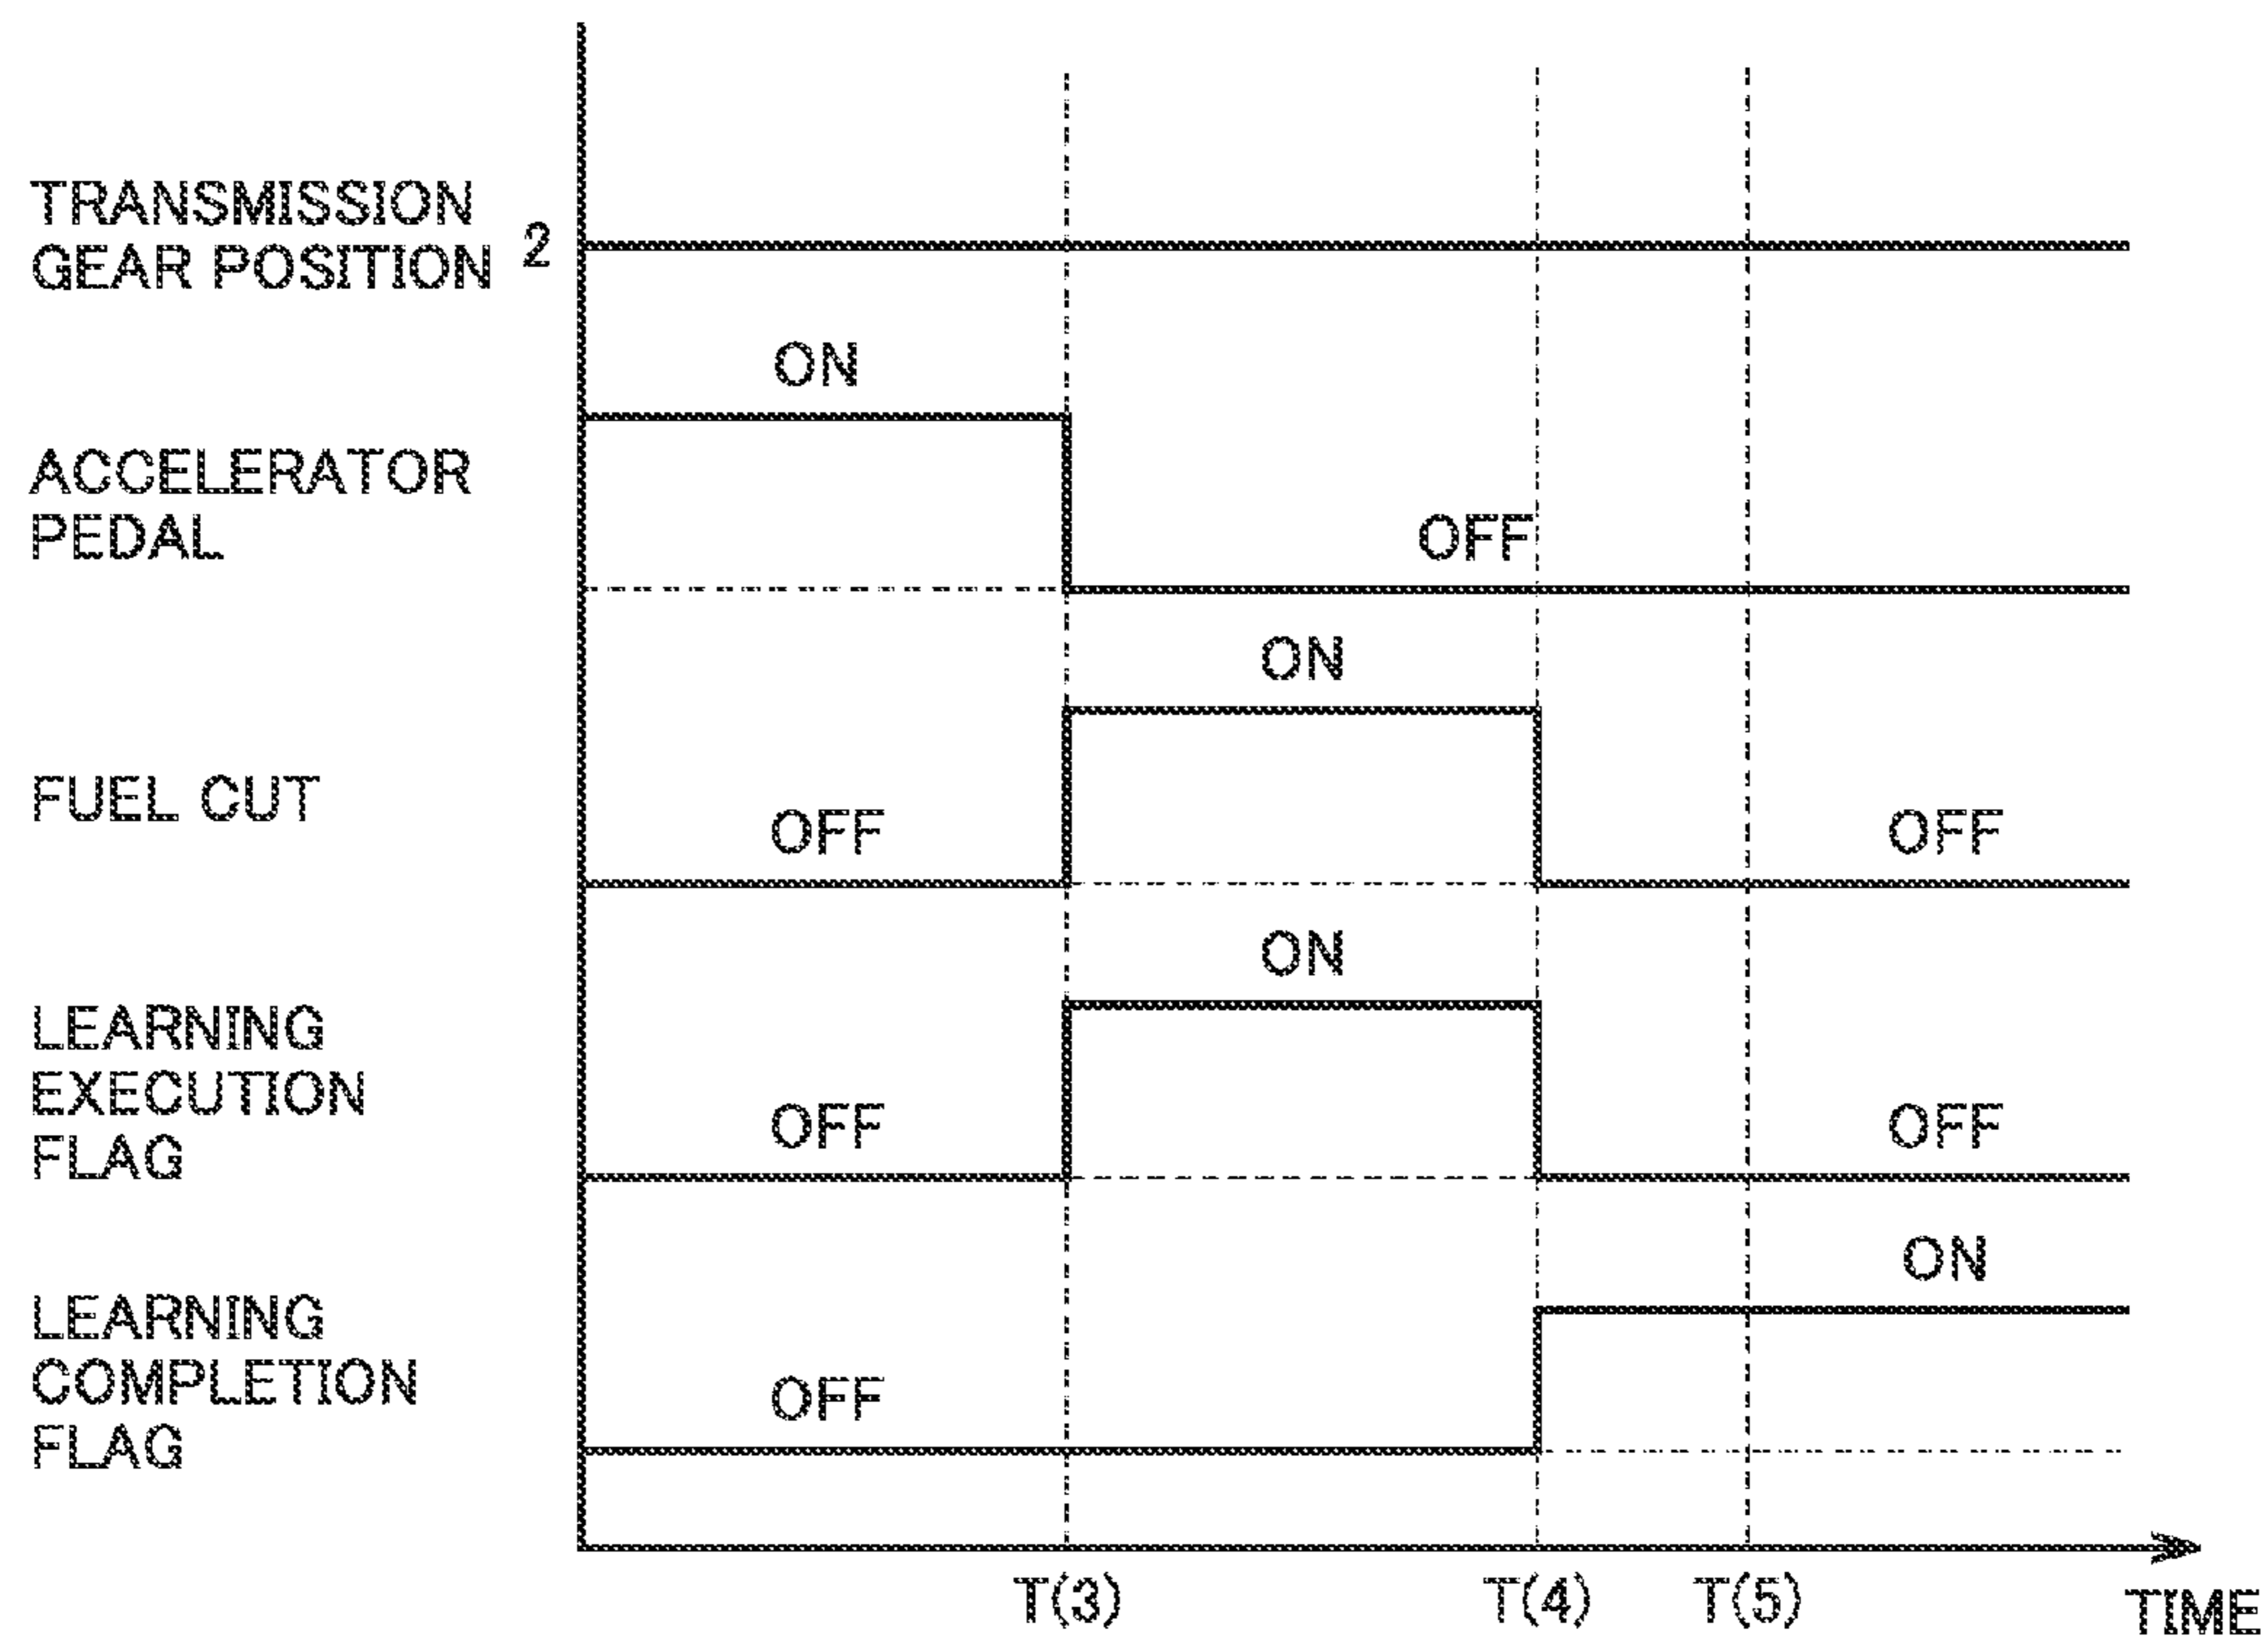 TRANSMISSION
GEAR POSITION 2
ON
ACCELERATOR
PEDAL
OFF
ON
FUEL CUT
OFF
OFF
ON
LEARNING
EXECUTION
FLAG
OFF
OFF
ON
LEARNING
COMPLETION
FLAG
OFF
T(3) T(4) T(5)
TIME